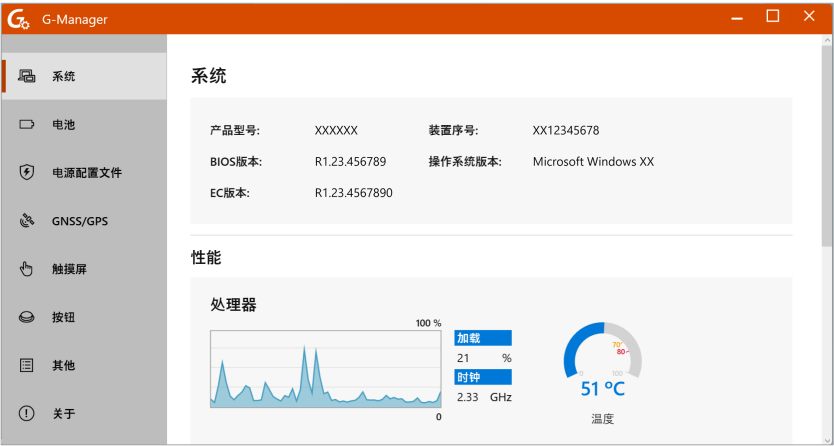 G-Manager
系统
电池
电源配置文件
GNSS/GPS
触摸屏
按钮
其他
关于
系统
产品型号: XXXXXX 装置序号: XX12345678
BIOS版本: R1.23.456789 操作系统版本: Microsoft Windows XX
EC版本: R1.23.4567890
性能
处理器
100 %
加载
21 %
时钟
2.33 GHz
0
70
80
0 100
51 °C
温度